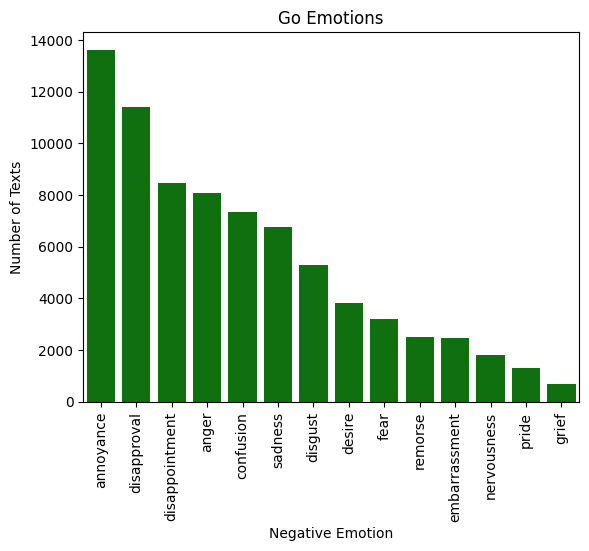 Go Emotions
Number of Texts
14000
12000
10000
8000
6000
4000
2000
0
annoyance
disapproval
disappointment
anger
confusion
sadness
disgust
desire
fear
remorse
embarrassment
nervousness
pride
grief
Negative Emotion